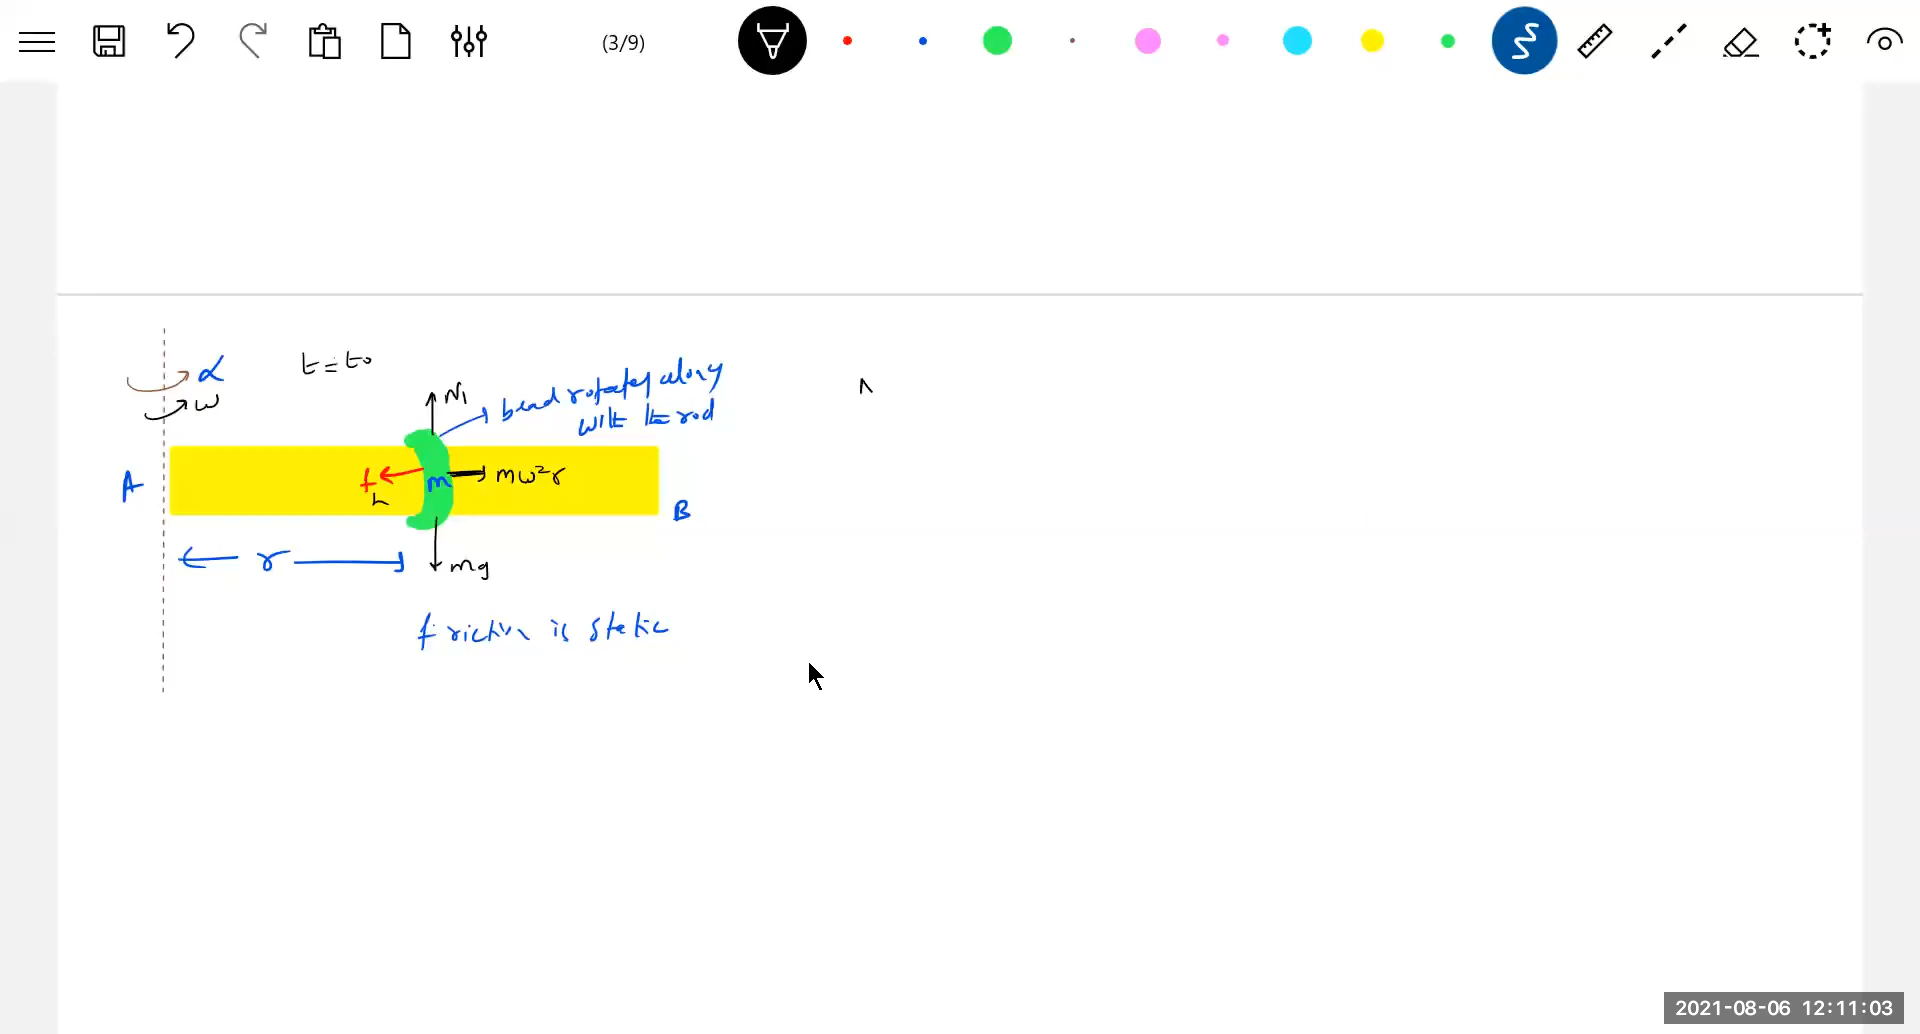 (3/9)
α
ω
t = t₀
N₁
bead rotates along
with the rod
A
f
m
mω²r
B
r
mg
friction is static
2021-08-06 12:11:03